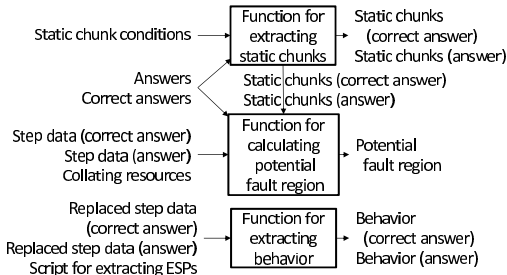 Static chunk conditions
Function for
extracting
static chunks
Static chunks
(correct answer)
Static chunks (answer)
Answers
Correct answers
Static chunks (correct answer)
Static chunks (answer)
Step data (correct answer)
Step data (answer)
Collating resources
Function for
calculating
potential
fault region
Potential
fault region
Replaced step data
(correct answer)
Replaced step data (answer)
Script for extracting ESPs
Function for
extracting
behavior
Behavior
(correct answer)
Behavior (answer)